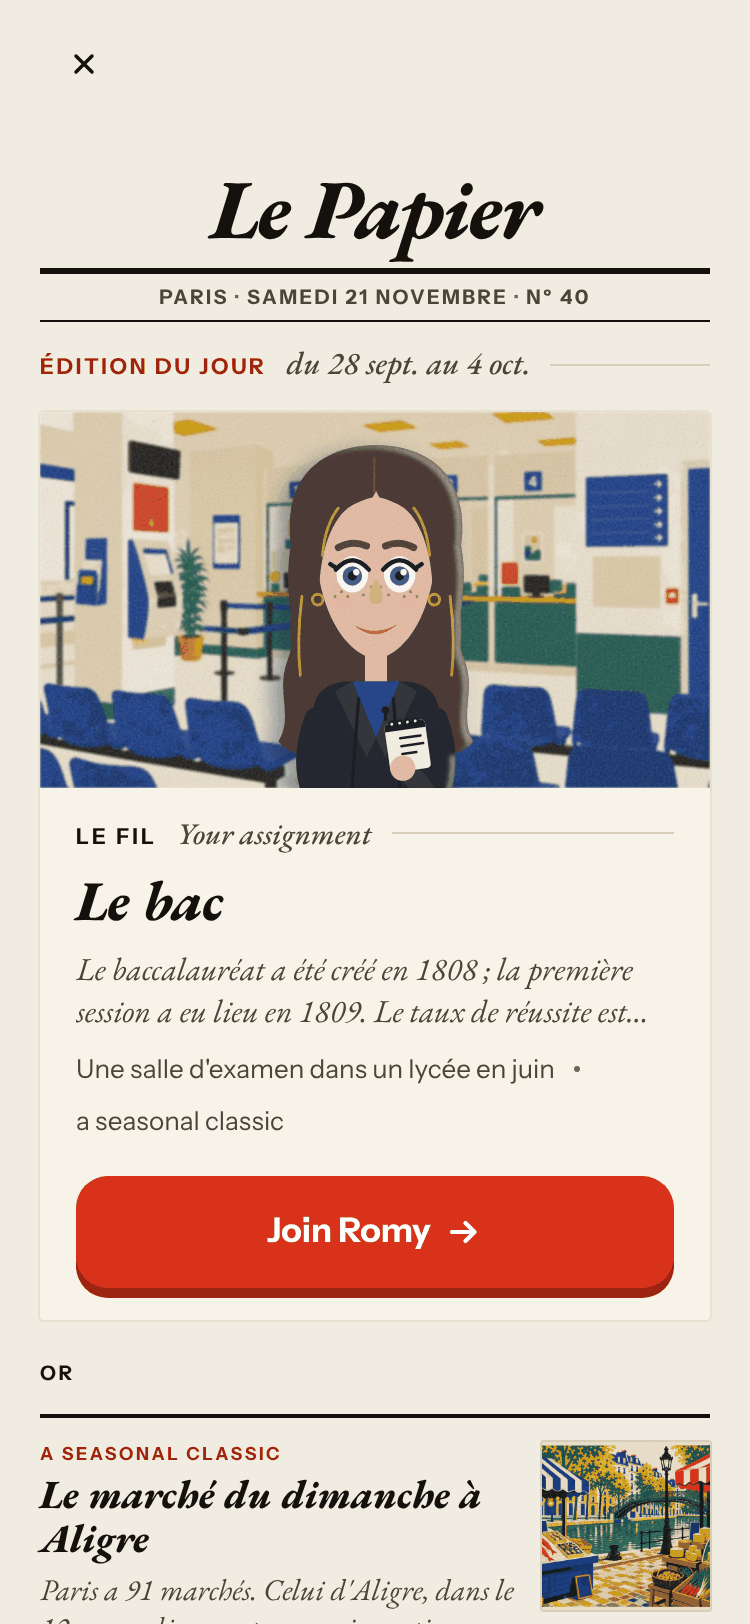 Le Papier
PARIS · SAMEDI 21 NOVEMBRE · N° 40
ÉDITION DU JOUR du 28 sept. au 4 oct.
4
LE FIL Your assignment
Le bac
Le baccalauréat a été créé en 1808 ; la première
session a eu lieu en 1809. Le taux de réussite est...
Une salle d'examen dans un lycée en juin •
a seasonal classic
Join Romy →
OR
A SEASONAL CLASSIC
Le marché du dimanche à
Aligre
Paris a 91 marchés. Celui d'Aligre, dans le